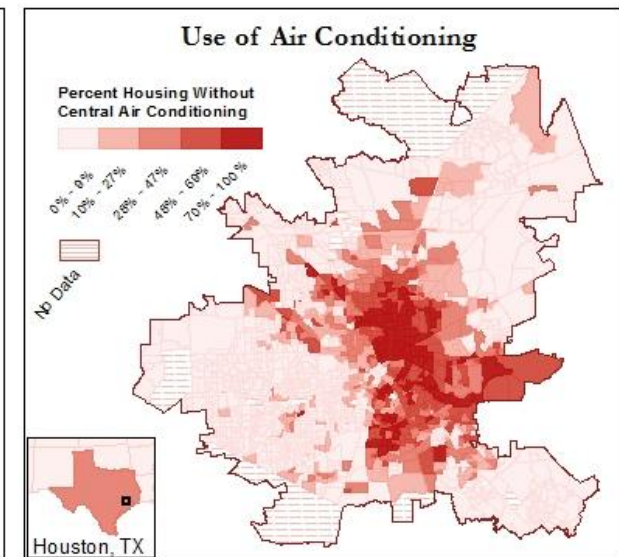 Use of Air Conditioning
Percent Housing Without
Central Air Conditioning
0% - 9%
10% - 27%
28% - 47%
48% - 69%
70% - 100%
No Data
Houston, TX